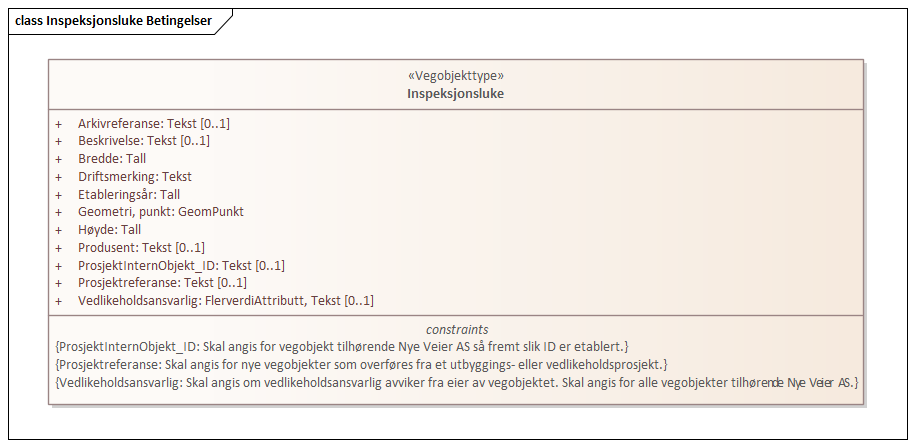 class Inspeksjonsluke Betingelser
«Vegobjekttype»
Inspeksjonsluke
+ Arkivreferanse: Tekst [0..1]
+ Beskrivelse: Tekst [0..1]
+ Bredde: Tall
+ Driftsmerking: Tekst
+ Etableringsår: Tall
+ Geometri, punkt: GeomPunkt
+ Høyde: Tall
+ Produsent: Tekst [0..1]
+ ProsjektInternObjekt_ID: Tekst [0..1]
+ Prosjektreferanse: Tekst [0..1]
+ Vedlikeholdsansvarlig: FlerverdiAttributt, Tekst [0..1]
constraints
{ProsjektInternObjekt_ID: Skal angis for vegobjekt tilhørende Nye Veier AS så fremt slik ID er etablert.}
{Prosjektreferanse: Skal angis for nye vegobjekter som overføres fra et utbyggings- eller vedlikeholdsprosjekt.}
{Vedlikeholdsansvarlig: Skal angis om vedlikeholdsansvarlig avviker fra eier av vegobjektet. Skal angis for alle vegobjekter tilhørende Nye Veier AS.}